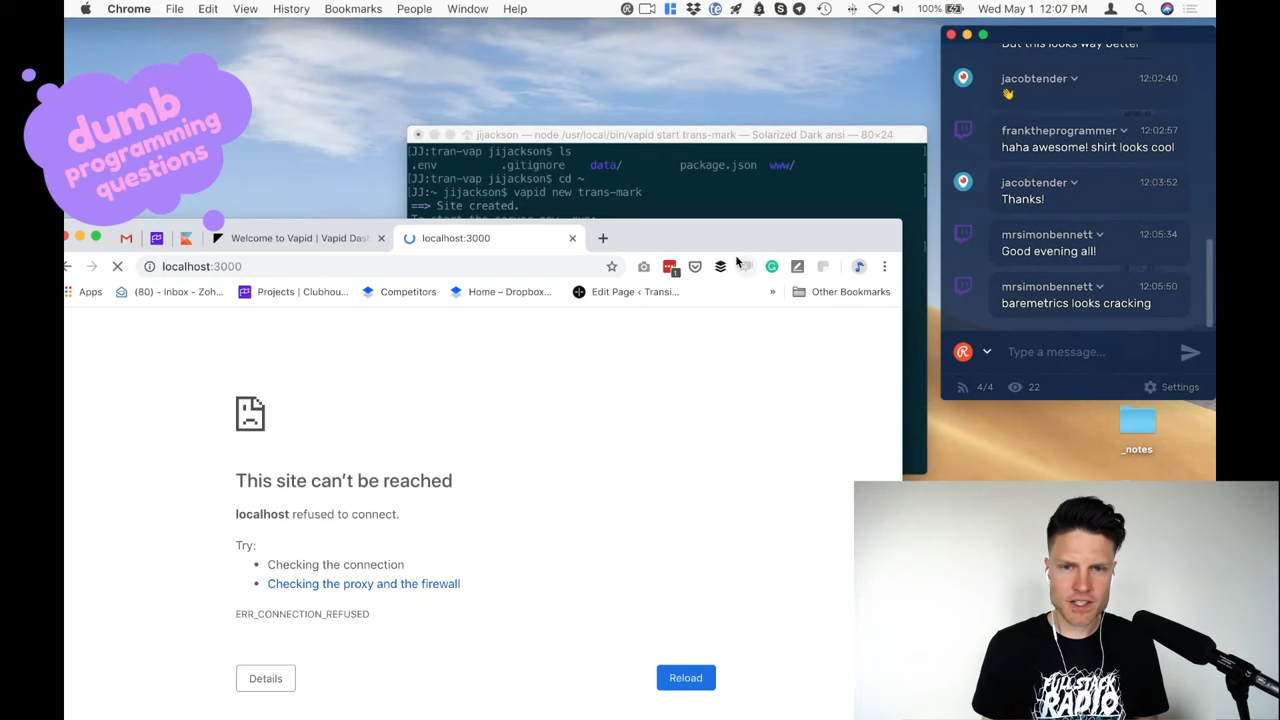 Chrome File Edit View History Bookmarks People Window Help 100% Wed May 1 12:07 PM
dumb
programming
questions
jijackson — node /usr/local/bin/vapid start trans-mark — Solarized Dark ansi — 80×24
[JJ:tran-vap jijackson$ ls
.env .gitignore data/ package.json www/
[JJ:tran-vap jijackson$ cd ~
[JJ:~ jijackson$ vapid new trans-mark
==> Site created.
Welcome to Vapid | Vapid Das
localhost:3000
localhost:3000
1
Apps
(80) - Inbox - Zoh...
Projects | Clubhou...
Competitors
Home – Dropbox...
Edit Page ‹ Transi...
»
Other Bookmarks
This site can’t be reached
localhost refused to connect.
Try:
• Checking the connection
• Checking the proxy and the firewall
ERR_CONNECTION_REFUSED
Details
Reload
But this looks way better
jacobtender 12:02:40
👋
franktheprogrammer 12:02:57
haha awesome! shirt looks cool
jacobtender 12:03:52
Thanks!
mrsimonbennett 12:05:34
Good evening all!
mrsimonbennett 12:05:50
baremetrics looks cracking
Type a message...
4/4 22 Settings
_notes
FULL STACK
RADIO